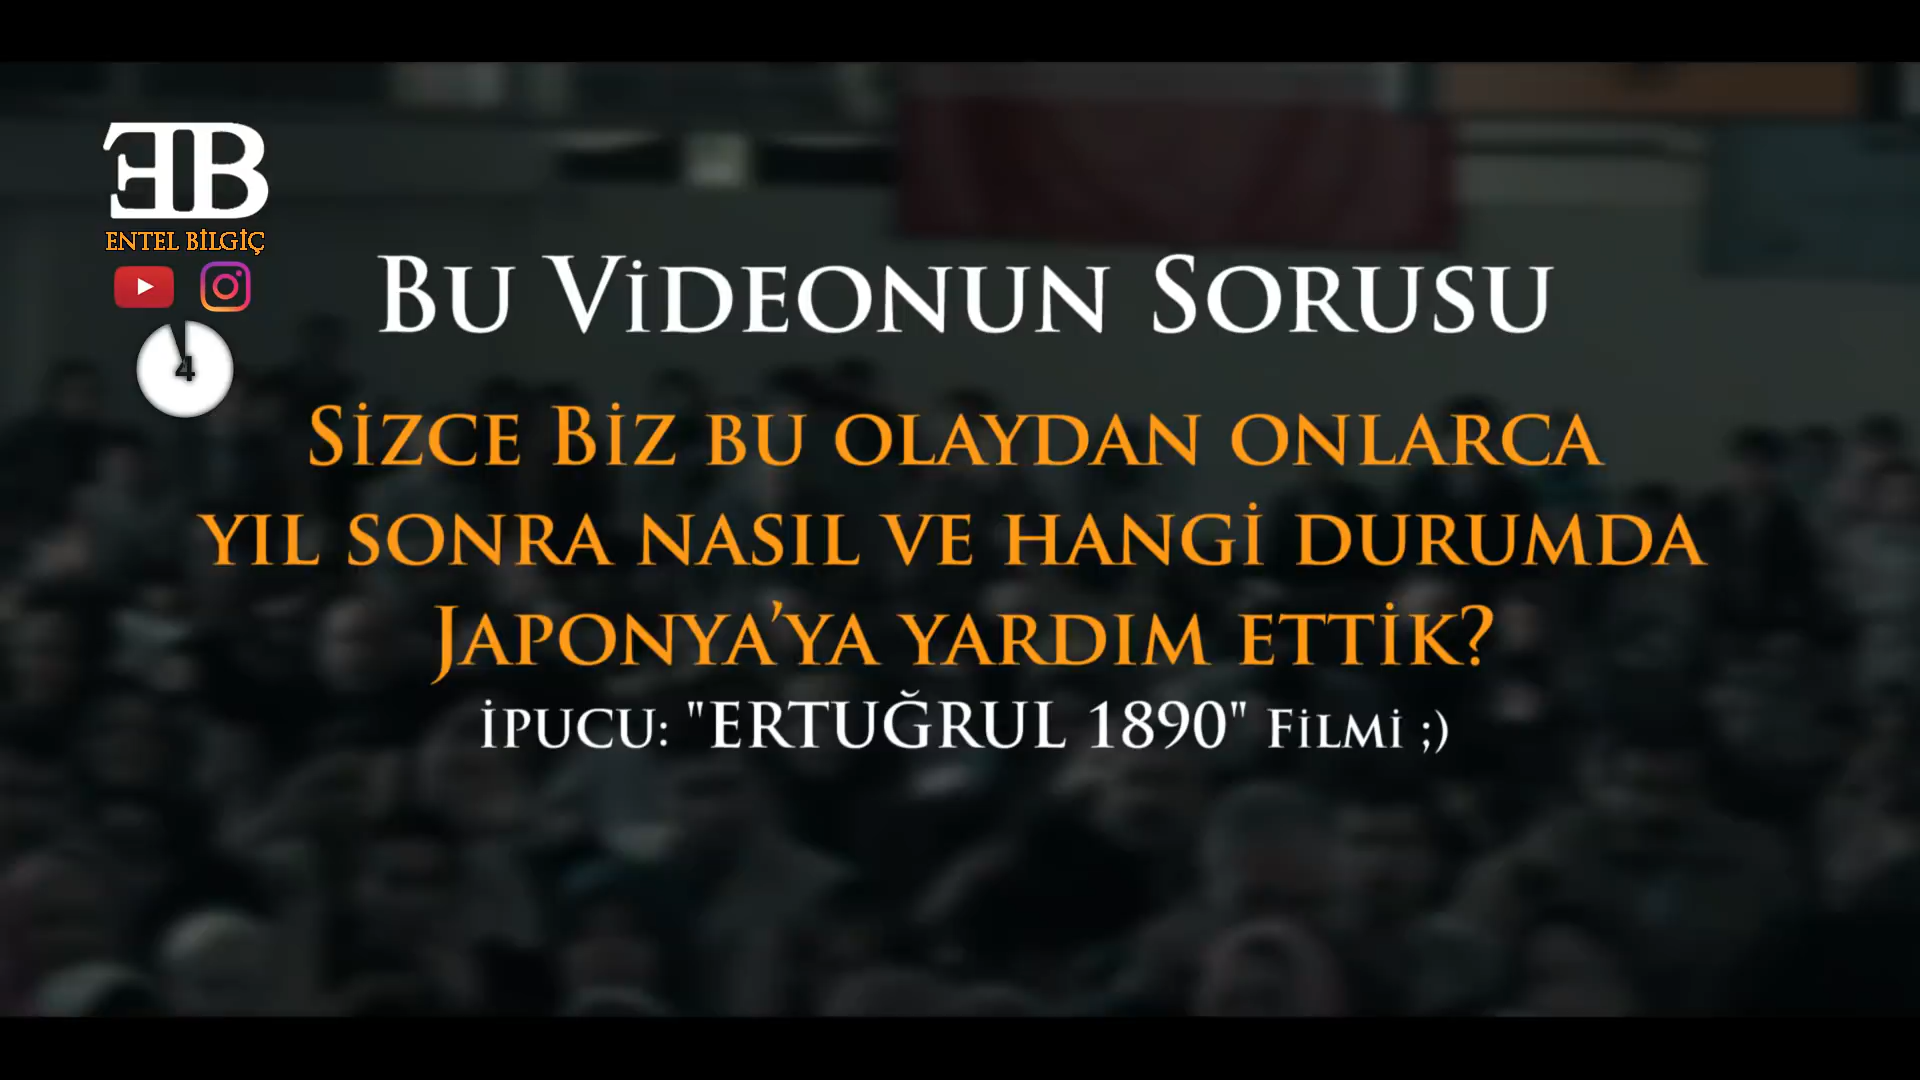 EB
ENTEL BİLGİÇ
4
Bu Videonun Sorusu
Sizce Biz bu olaydan onlarca
yıl sonra nasıl ve hangi durumda
Japonya'ya yardım ettik?
İpucu: "ERTUĞRUL 1890" Filmi ;)